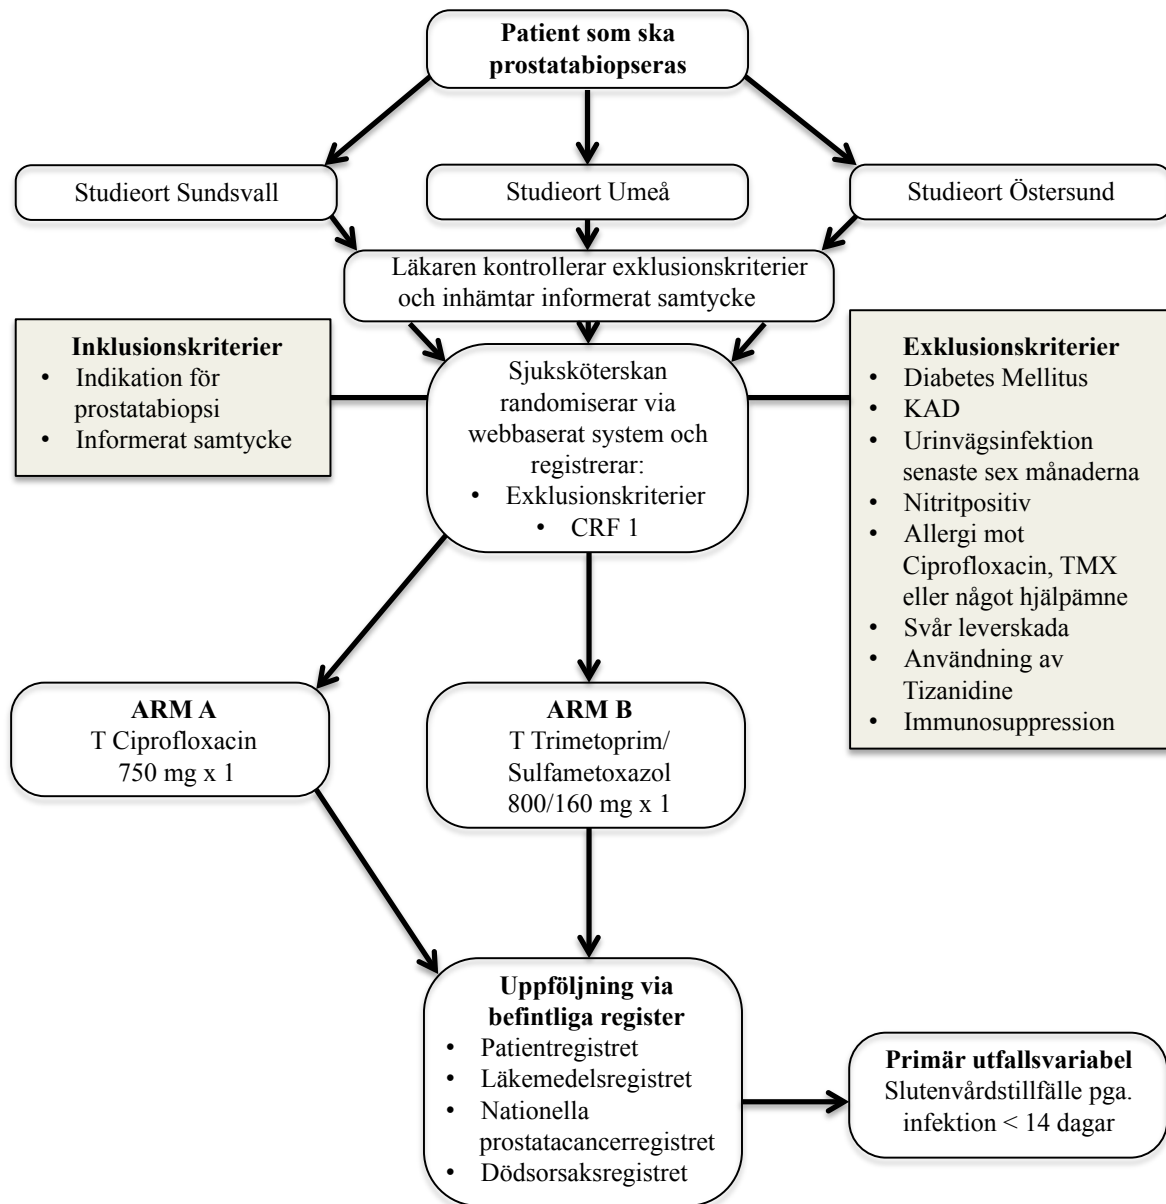 Patient som ska
prostatabiopseras
Studieort Sundsvall
Studieort Umeå
Studieort Östersund
Läkaren kontrollerar exklusionskriterier
och inhämtar informerat samtycke
Inklusionskriterier
• Indikation för
prostatabiopsi
• Informerat samtycke
Sjuksköterskan
randomiserar via
webbaserat system och
registrerar:
• Exklusionskriterier
• CRF 1
Exklusionskriterier
• Diabetes Mellitus
• KAD
• Urinvägsinfektion
senaste sex månaderna
• Nitritpositiv
• Allergi mot
Ciprofloxacin, TMX
eller något hjälpämne
• Svår leverskada
• Användning av
Tizanidine
• Immunosuppression
ARM A
T Ciprofloxacin
750 mg x 1
ARM B
T Trimetoprim/
Sulfametoxazol
800/160 mg x 1
Uppföljning via
befintliga register
• Patientregistret
• Läkemedelsregistret
• Nationella
prostatacancerregistret
• Dödsorsaksregistret
Primär utfallsvariabel
Slutenvårdstillfälle pga.
infektion < 14 dagar